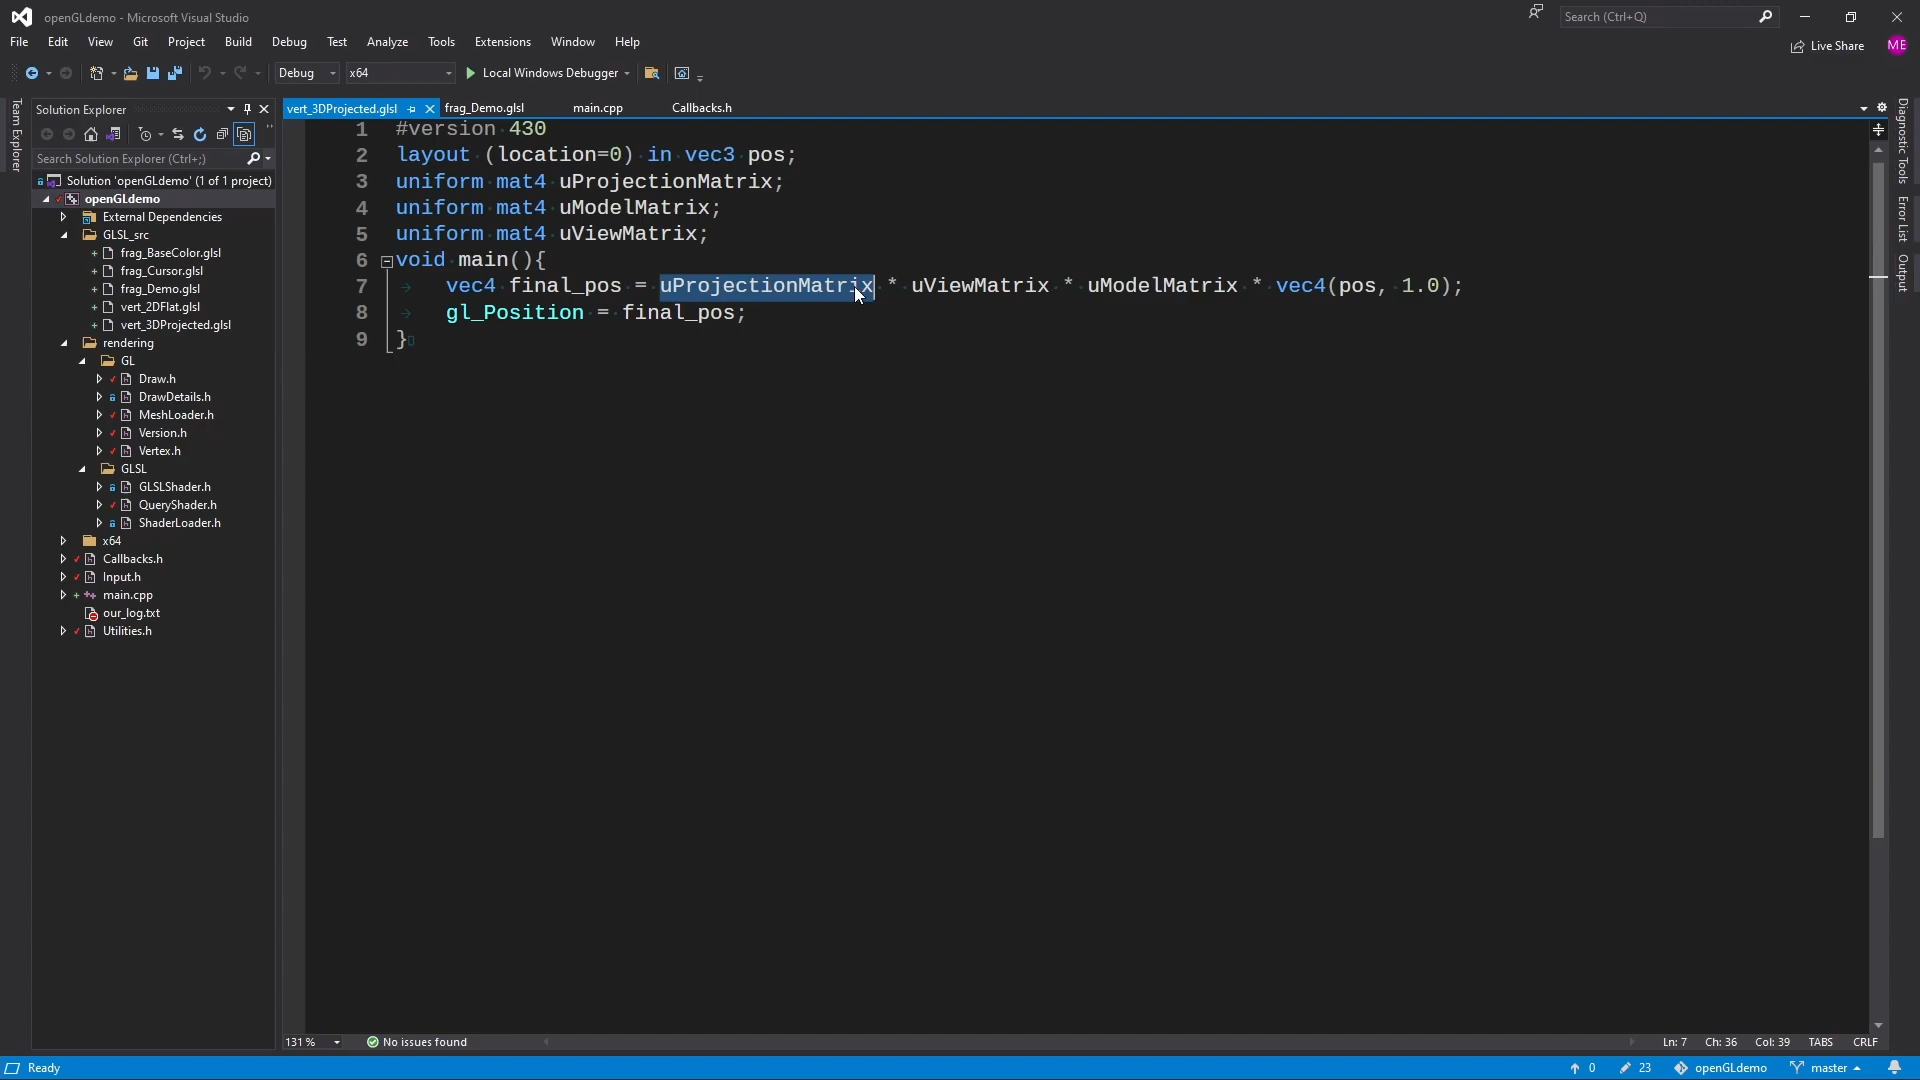 openGLdemo - Microsoft Visual Studio
Search (Ctrl+Q)
File Edit View Git Project Build Debug Test Analyze Tools Extensions Window Help
Live Share
ME
Debug x64 Local Windows Debugger
Team Explorer
Solution Explorer
Search Solution Explorer (Ctrl+;)
Solution 'openGLdemo' (1 of 1 project)
openGLdemo
External Dependencies
GLSL_src
frag_BaseColor.glsl
frag_Cursor.glsl
frag_Demo.glsl
vert_2DFlat.glsl
vert_3DProjected.glsl
rendering
GL
Draw.h
DrawDetails.h
MeshLoader.h
Version.h
Vertex.h
GLSL
GLSLShader.h
QueryShader.h
ShaderLoader.h
x64
Callbacks.h
Input.h
main.cpp
our_log.txt
Utilities.h
vert_3DProjected.glsl frag_Demo.glsl main.cpp Callbacks.h
1 #version 430
2 layout (location=0) in vec3 pos;
3 uniform mat4 uProjectionMatrix;
4 uniform mat4 uModelMatrix;
5 uniform mat4 uViewMatrix;
6 void main(){
7 vec4 final_pos = uProjectionMatrix * uViewMatrix * uModelMatrix * vec4(pos, 1.0);
8 gl_Position = final_pos;
9 }
Diagnostic Tools
Error List
Output
131 % No issues found Ln: 7 Ch: 36 Col: 39 TABS CRLF
Ready 0 23 openGLdemo master